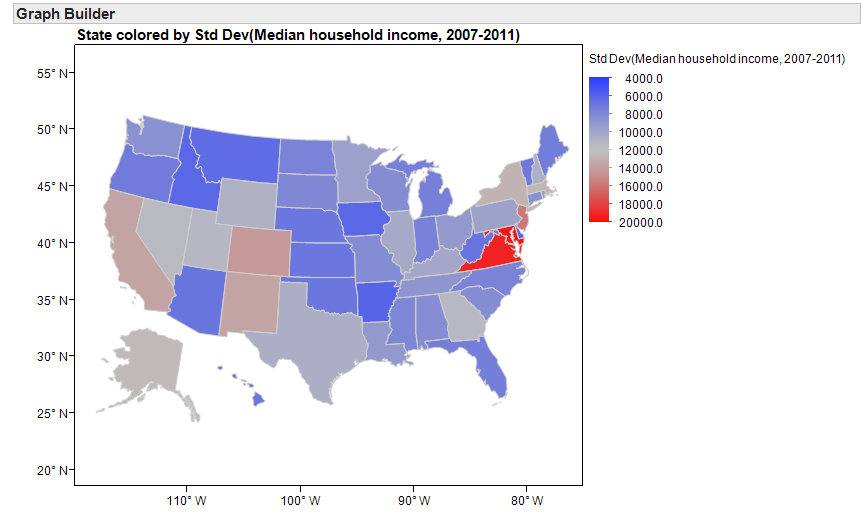 Graph Builder
State colored by Std Dev(Median household income, 2007-2011)
Std Dev(Median household income, 2007-2011)
4000.0
6000.0
8000.0
10000.0
12000.0
14000.0
16000.0
18000.0
20000.0
55° N
50° N
45° N
40° N
35° N
30° N
25° N
20° N
110° W 100° W 90° W 80° W